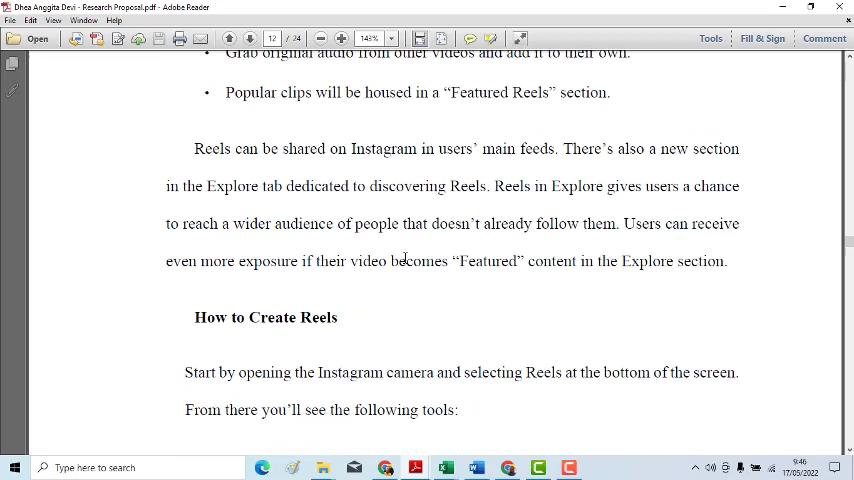 Dhea Anggita Devi - Research Proposal.pdf - Adobe Reader
File Edit View Window Help
Open 12 / 24 143% Tools Fill & Sign Comment
• Grab original audio from other videos and add it to their own.
• Popular clips will be housed in a “Featured Reels” section.
Reels can be shared on Instagram in users’ main feeds. There’s also a new section
in the Explore tab dedicated to discovering Reels. Reels in Explore gives users a chance
to reach a wider audience of people that doesn’t already follow them. Users can receive
even more exposure if their video becomes “Featured” content in the Explore section.
How to Create Reels
Start by opening the Instagram camera and selecting Reels at the bottom of the screen.
From there you’ll see the following tools:
Type here to search
9:46
17/05/2022